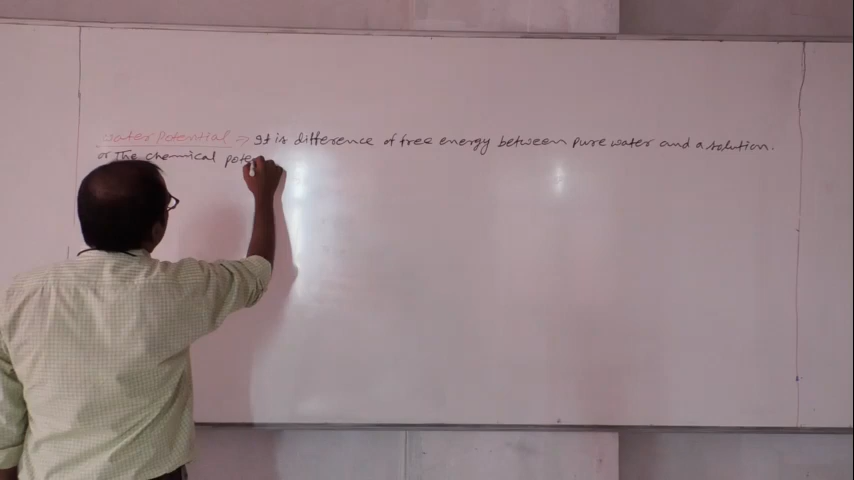 water potential ⇒ It is difference of free energy between pure water and a solution.
or The chemical pote